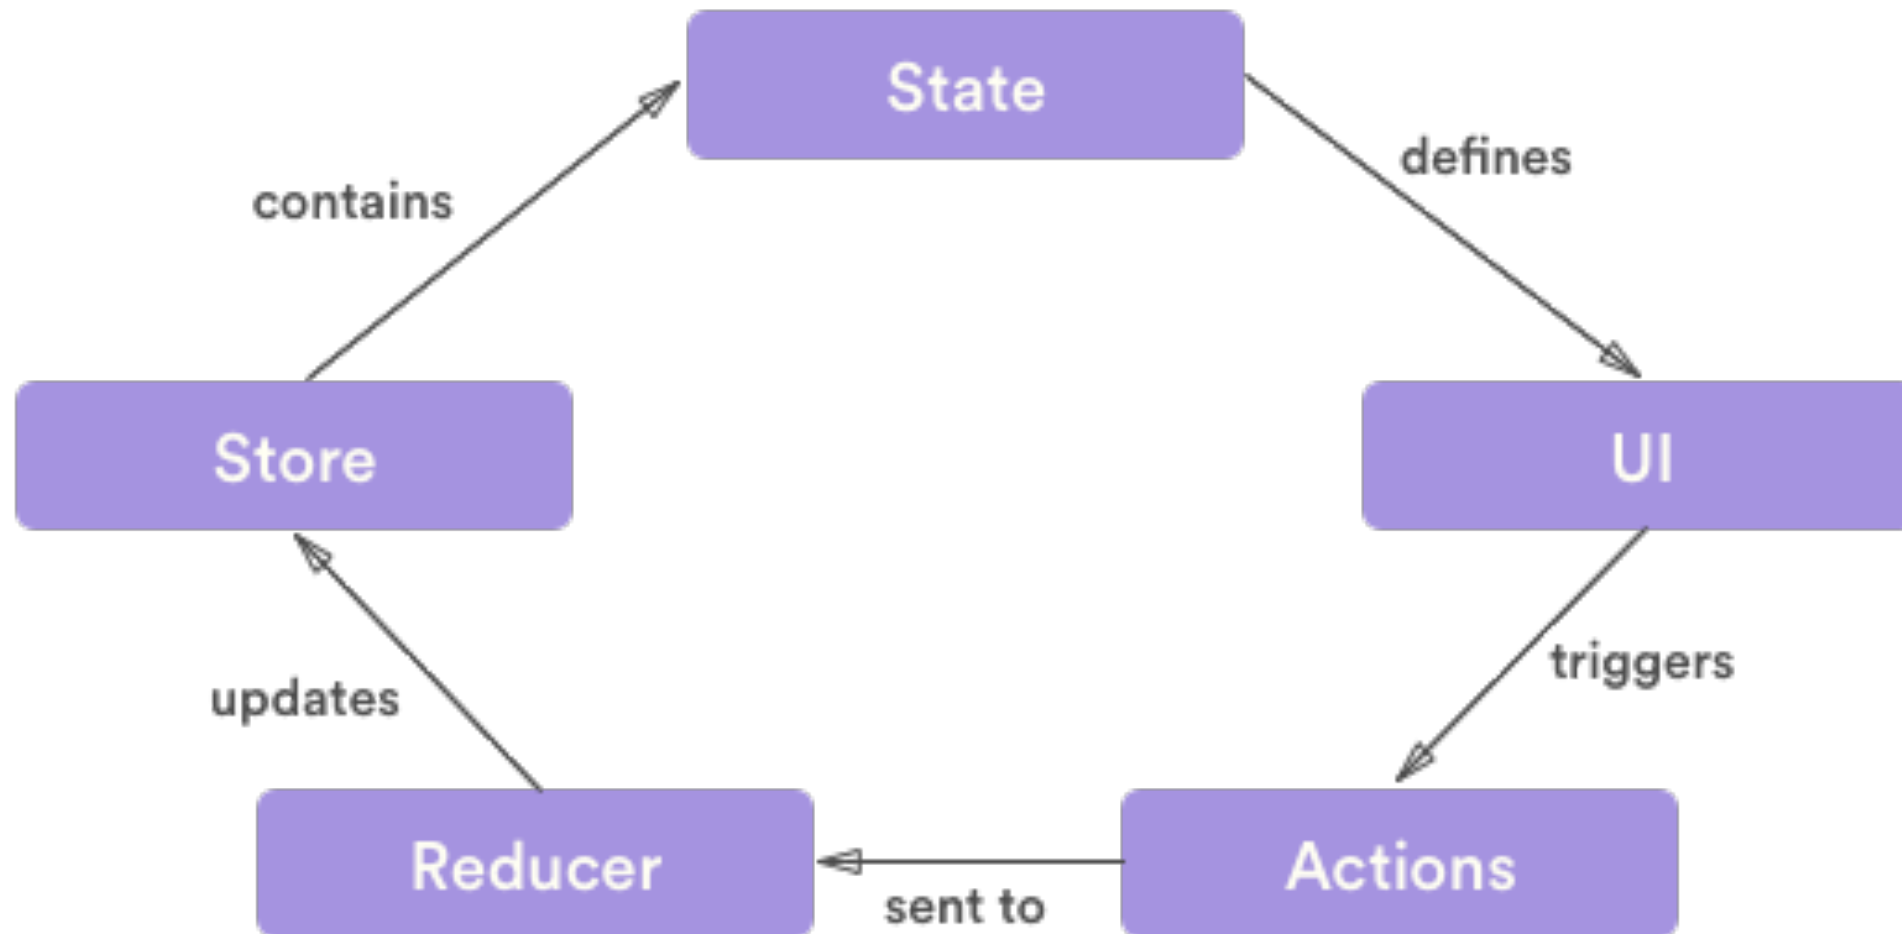 State
defines
contains
Store
UI
triggers
updates
Reducer
Actions
sent to